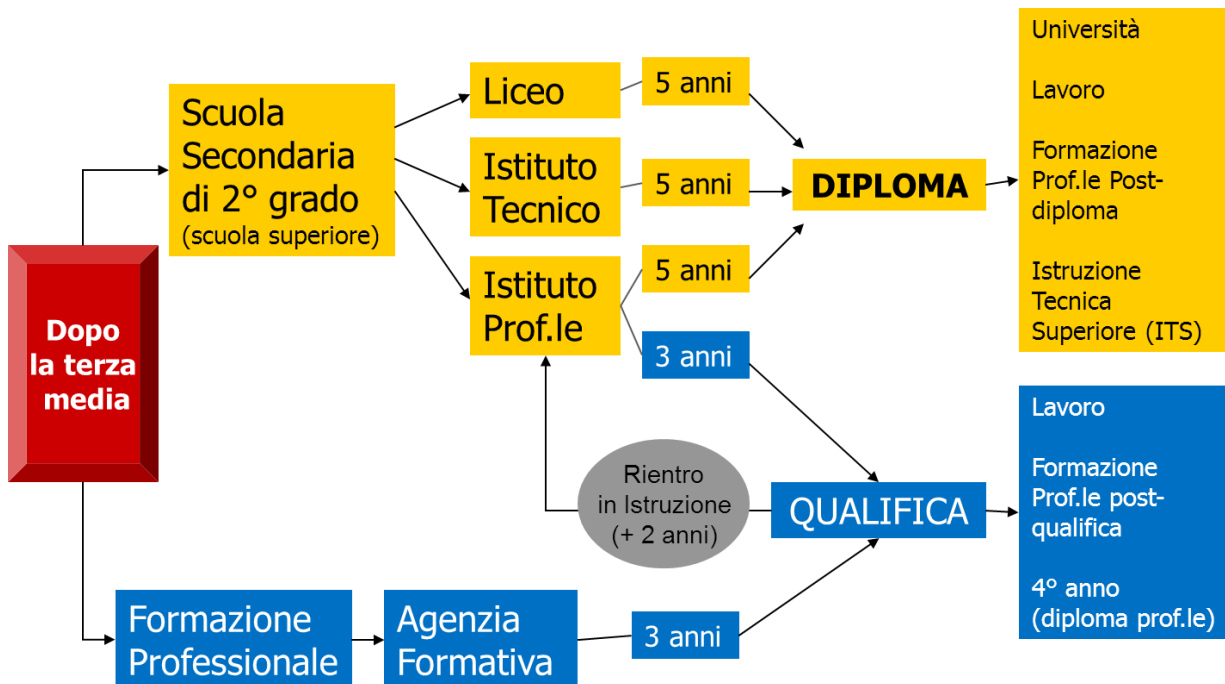 Dopo
la terza
media
Scuola
Secondaria
di 2° grado
(scuola superiore)
Liceo
5 anni
Istituto
Tecnico
5 anni
Istituto
Prof.le
5 anni
3 anni
DIPLOMA
Università
Lavoro
Formazione
Prof.le Post-
diploma
Istruzione
Tecnica
Superiore (ITS)
Rientro
in Istruzione
(+ 2 anni)
QUALIFICA
Lavoro
Formazione
Prof.le post-
qualifica
4° anno
(diploma prof.le)
Formazione
Professionale
Agenzia
Formativa
3 anni